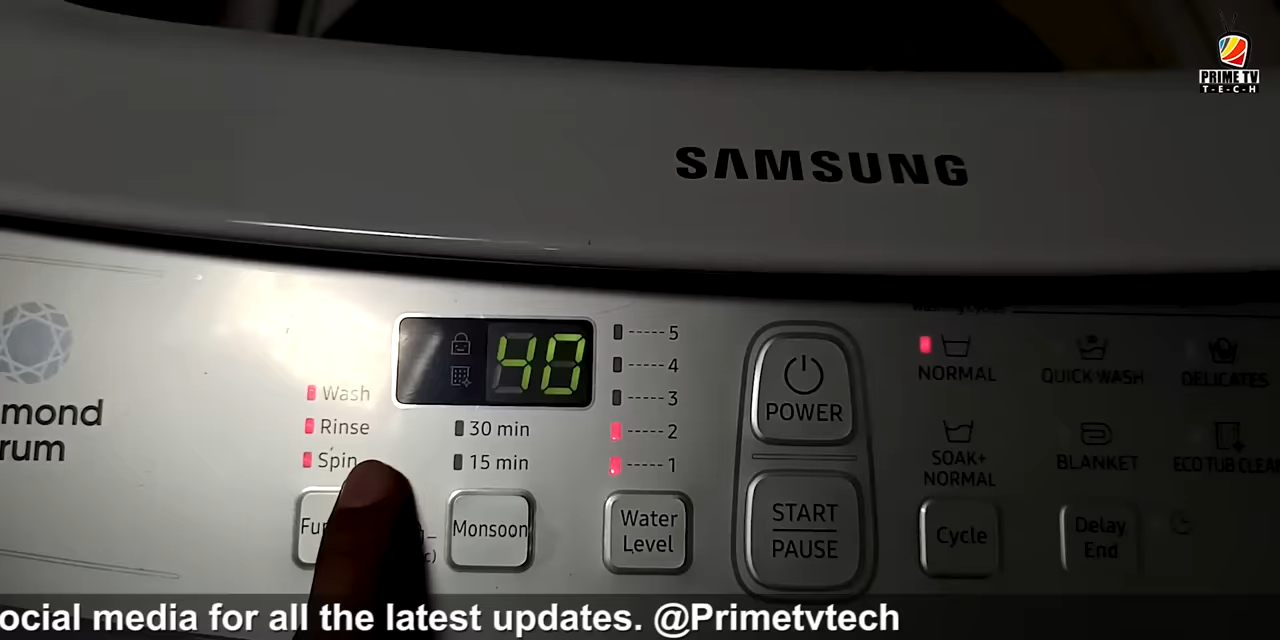 PRIME TV
T-E-C-H
SAMSUNG
mond
rum
Wash
Rinse
Spin
40
30 min
15 min
5
4
3
2
1
Monsoon
Water
Level
POWER
START
PAUSE
NORMAL
QUICK WASH
DELICATES
SOAK+
NORMAL
BLANKET
ECO TUB CLEAN
Cycle
Delay
End
ocial media for all the latest updates. @Primetvtech